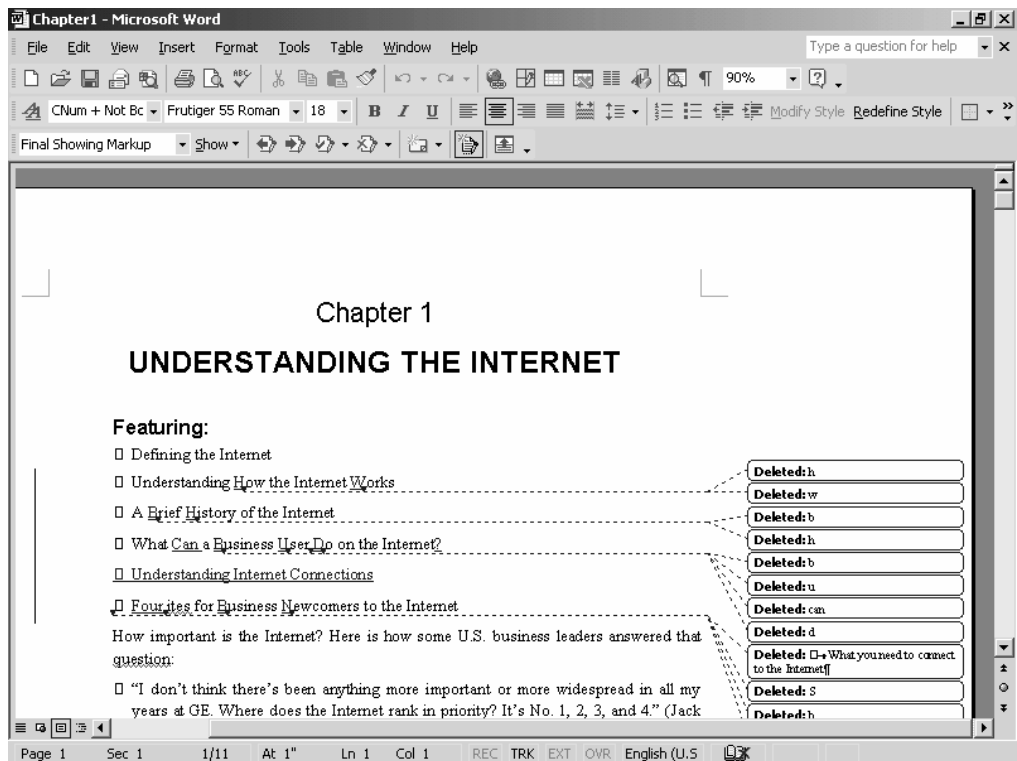 Chapter1 - Microsoft Word
File Edit View Insert Format Tools Table Window Help Type a question for help
ABC ¶ 90%
CNum + Not Bc Frutiger 55 Roman 18 B I U Modify Style Redefine Style
Final Showing Markup Show
Chapter 1
UNDERSTANDING THE INTERNET
Featuring:
Defining the Internet
Understanding How the Internet Works
A Brief History of the Internet
What Can a Business User Do on the Internet?
Understanding Internet Connections
Four ites for Business Newcomers to the Internet
How important is the Internet? Here is how some U.S. business leaders answered that
question:
“I don’t think there’s been anything more important or more widespread in all my
years at GE. Where does the Internet rank in priority? It’s No. 1, 2, 3, and 4.” (Jack
Deleted: h
Deleted: w
Deleted: b
Deleted: h
Deleted: b
Deleted: u
Deleted: can
Deleted: d
Deleted: What you need to connect
to the Internet¶
Deleted: S
Deleted: b
Page 1 Sec 1 1/11 At 1" Ln 1 Col 1 REC TRK EXT OVR English (U.S